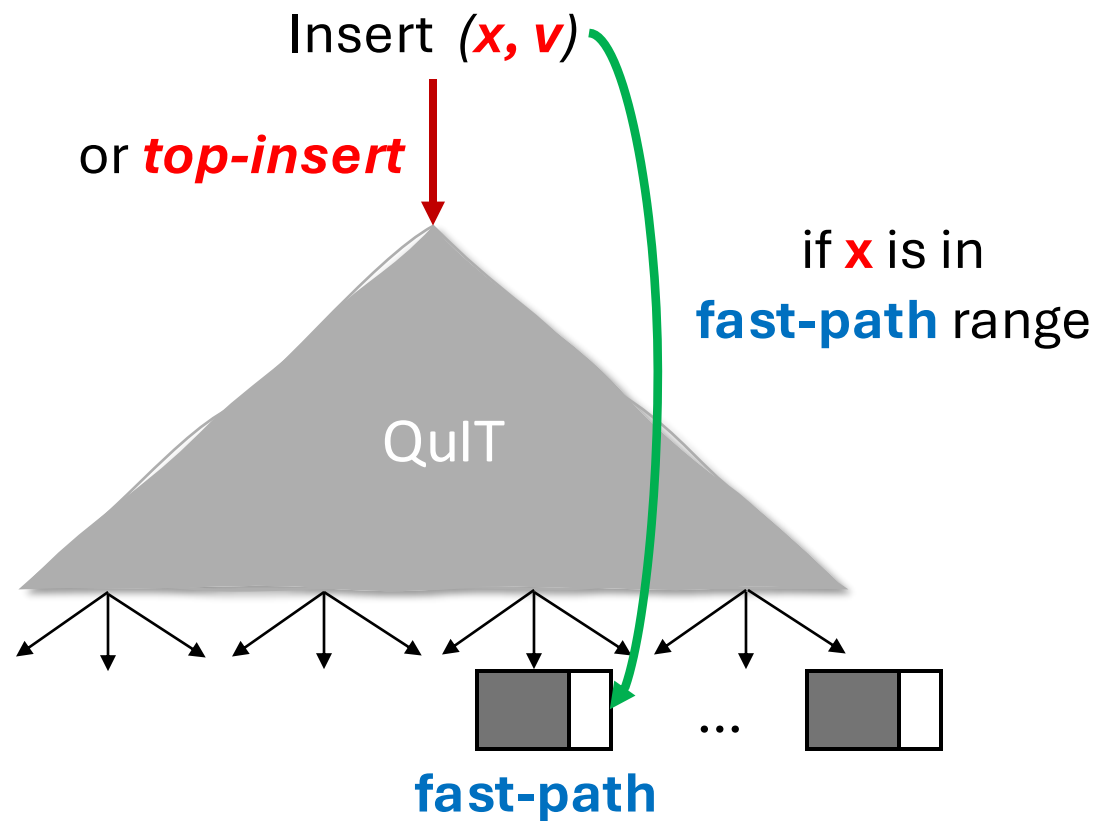 Insert (x, v)
or top-insert
if x is in
fast-path range
QuIT
...
fast-path